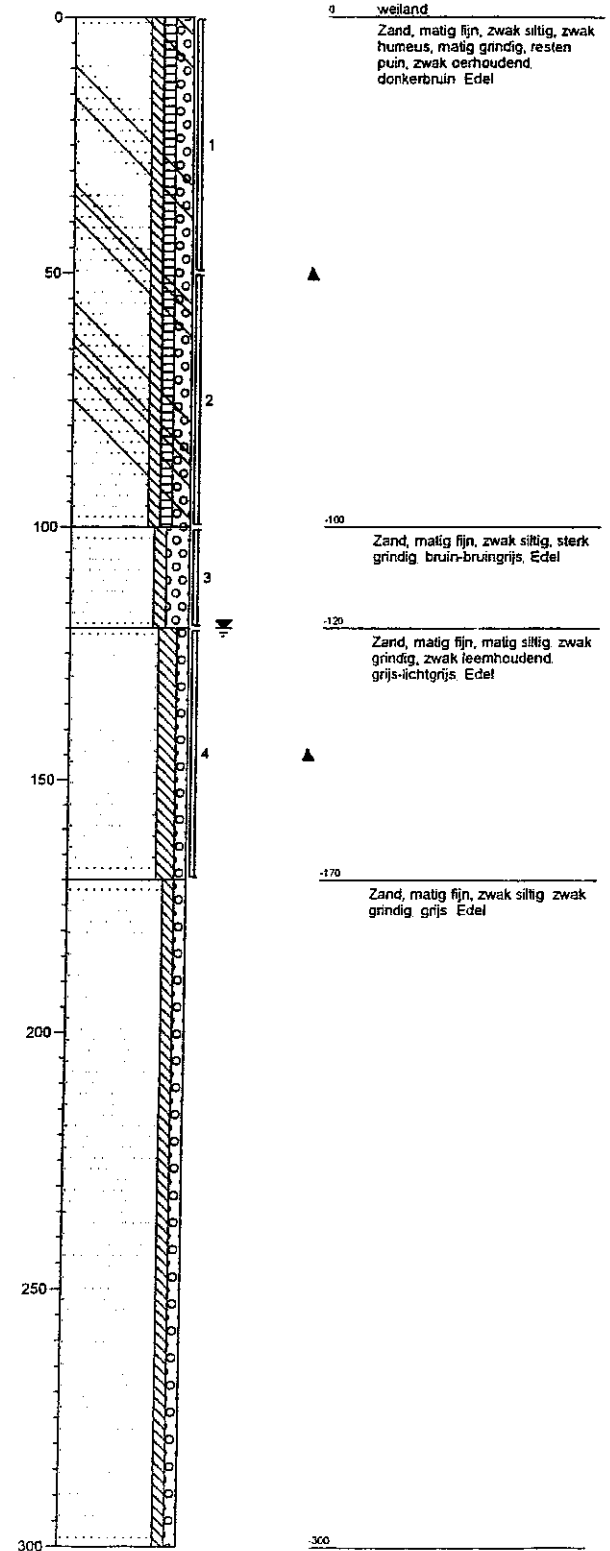 0
weiland
Zand, matig fijn, zwak siltig, zwak
humeus, matig grindig, resten
puin, zwak oerhoudend,
donkerbruin Edel
1
50
2
100
-100
Zand, matig fijn, zwak siltig, sterk
grindig, bruin-bruingrijs, Edel
3
-120
Zand, matig fijn, matig siltig, zwak
grindig, zwak leemhoudend,
grijs-lichtgrijs, Edel
4
150
-170
Zand, matig fijn, zwak siltig zwak
grindig, grijs Edel
200
250
300
-300
0